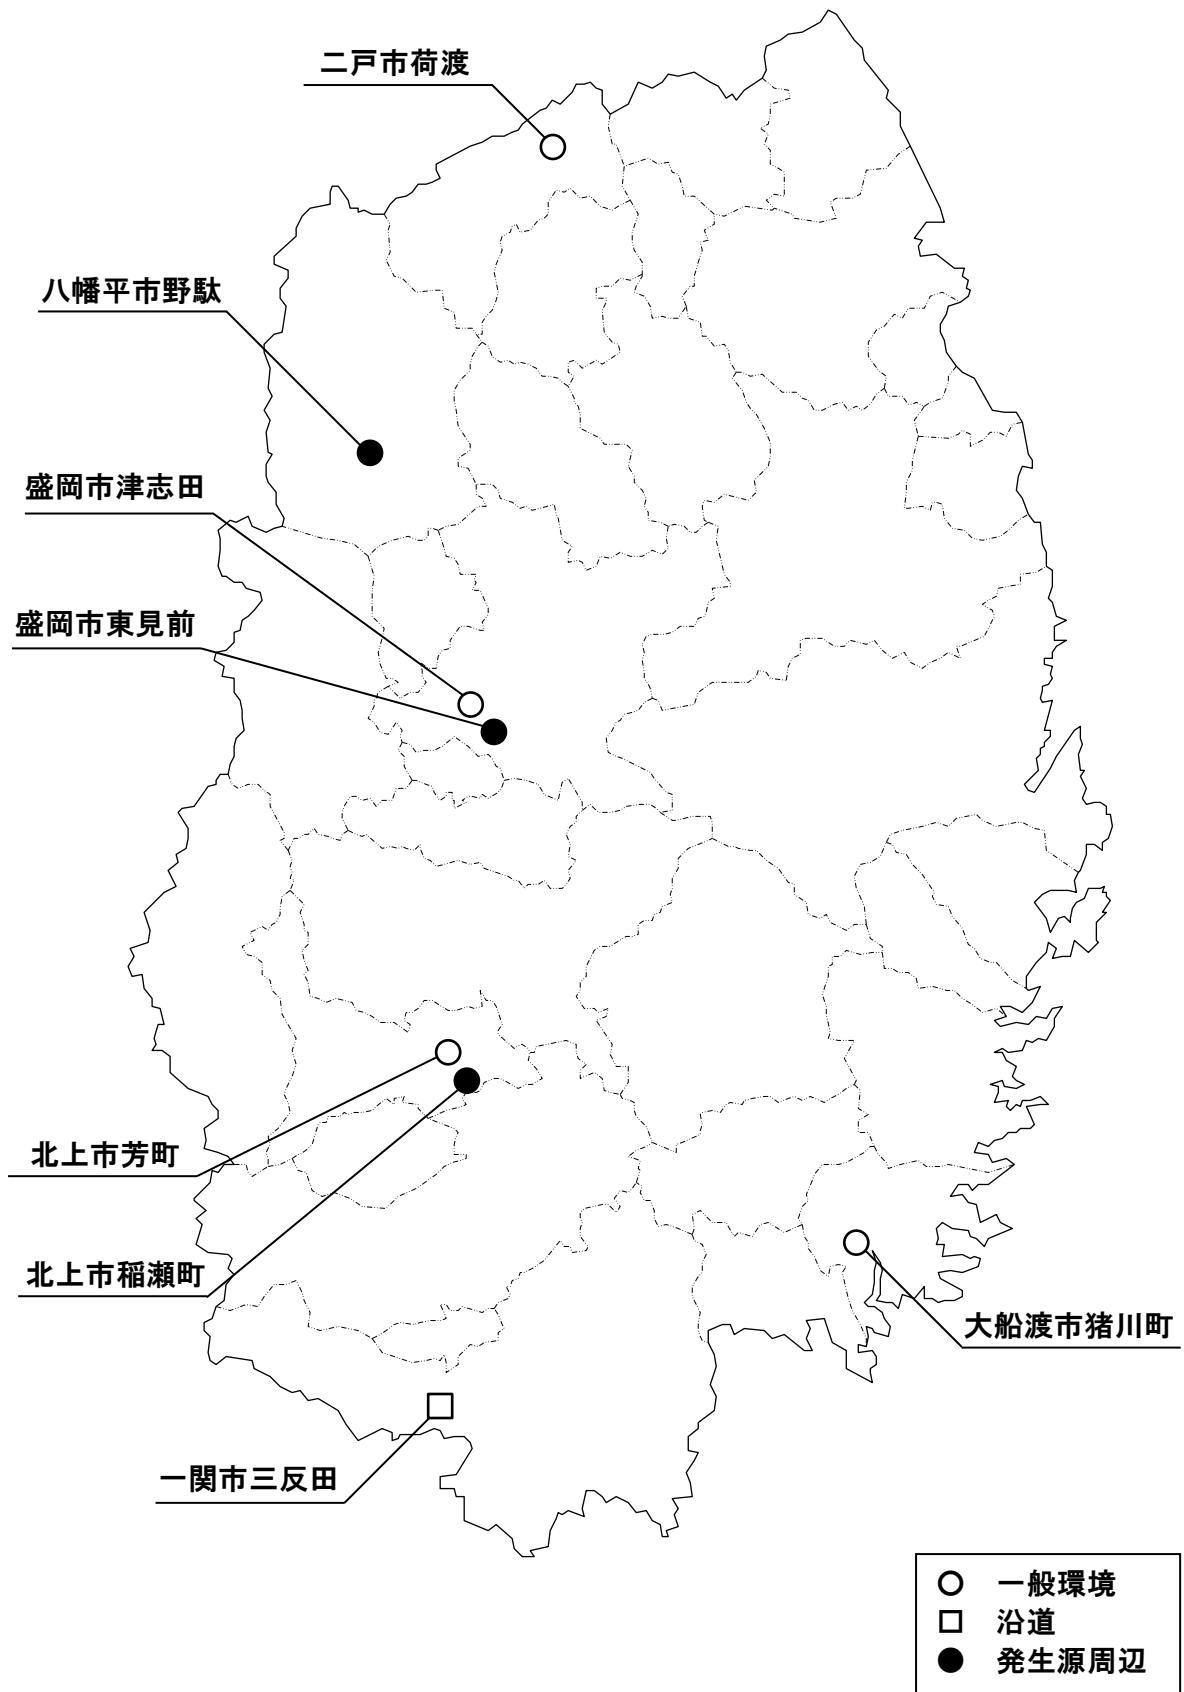 二戸市荷渡
八幡平市野駄
盛岡市津志田
盛岡市東見前
北上市芳町
北上市稲瀬町
大船渡市猪川町
一関市三反田
一般環境
沿道
発生源周辺